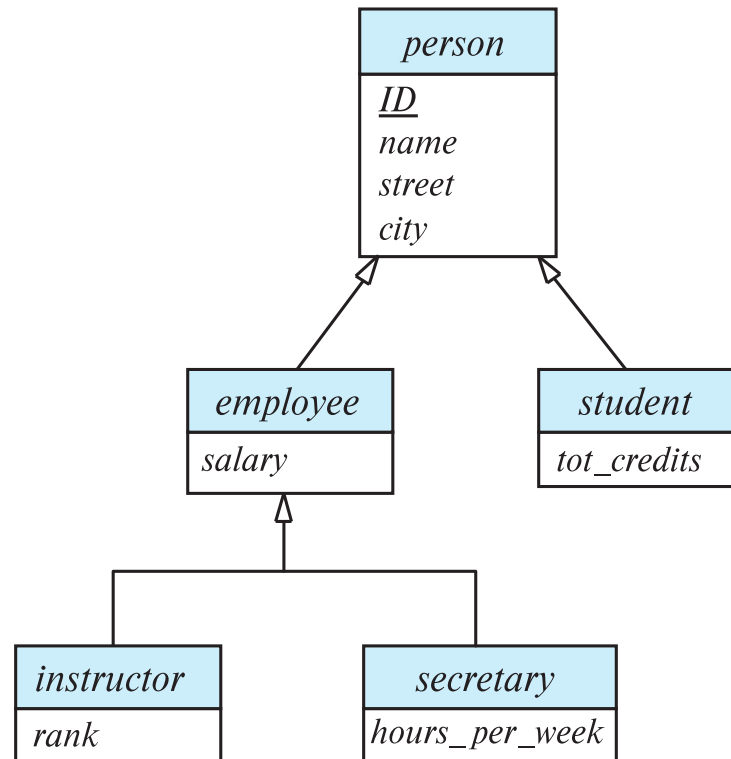 person
ID
name
street
city
employee
salary
student
tot_credits
instructor
rank
secretary
hours_per_week